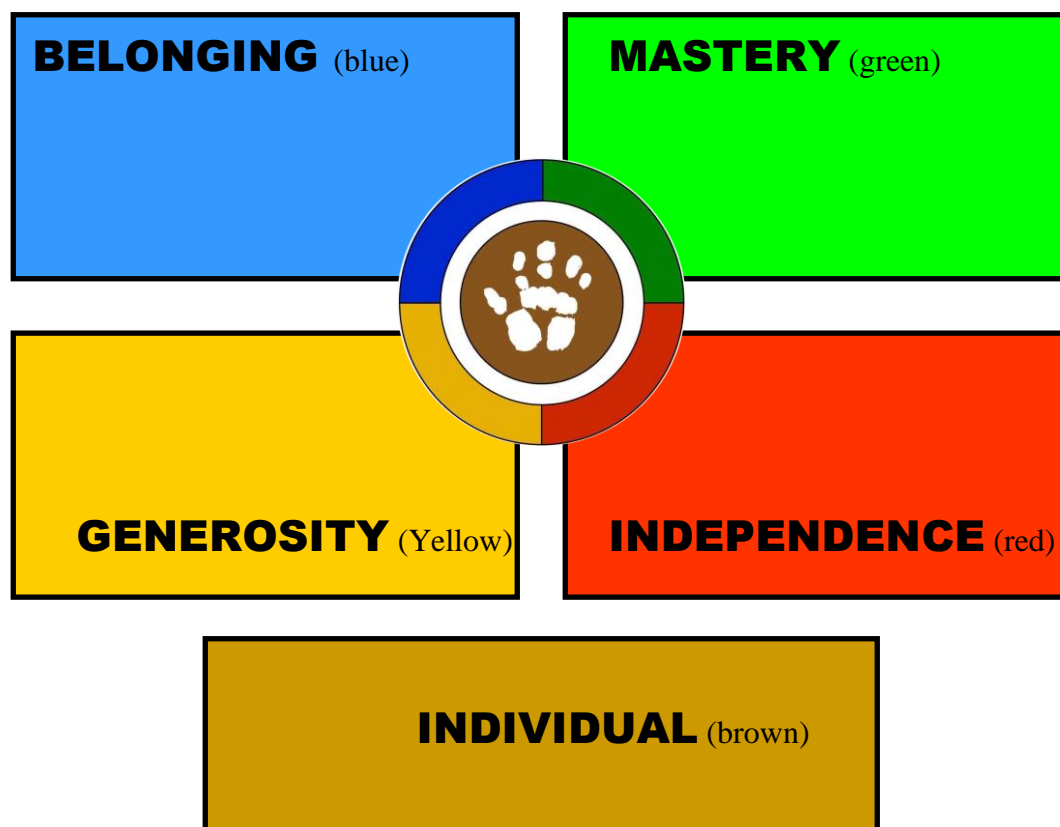 BELONGING (blue)
MASTERY (green)
GENEROSITY (Yellow)
INDEPENDENCE (red)
INDIVIDUAL (brown)